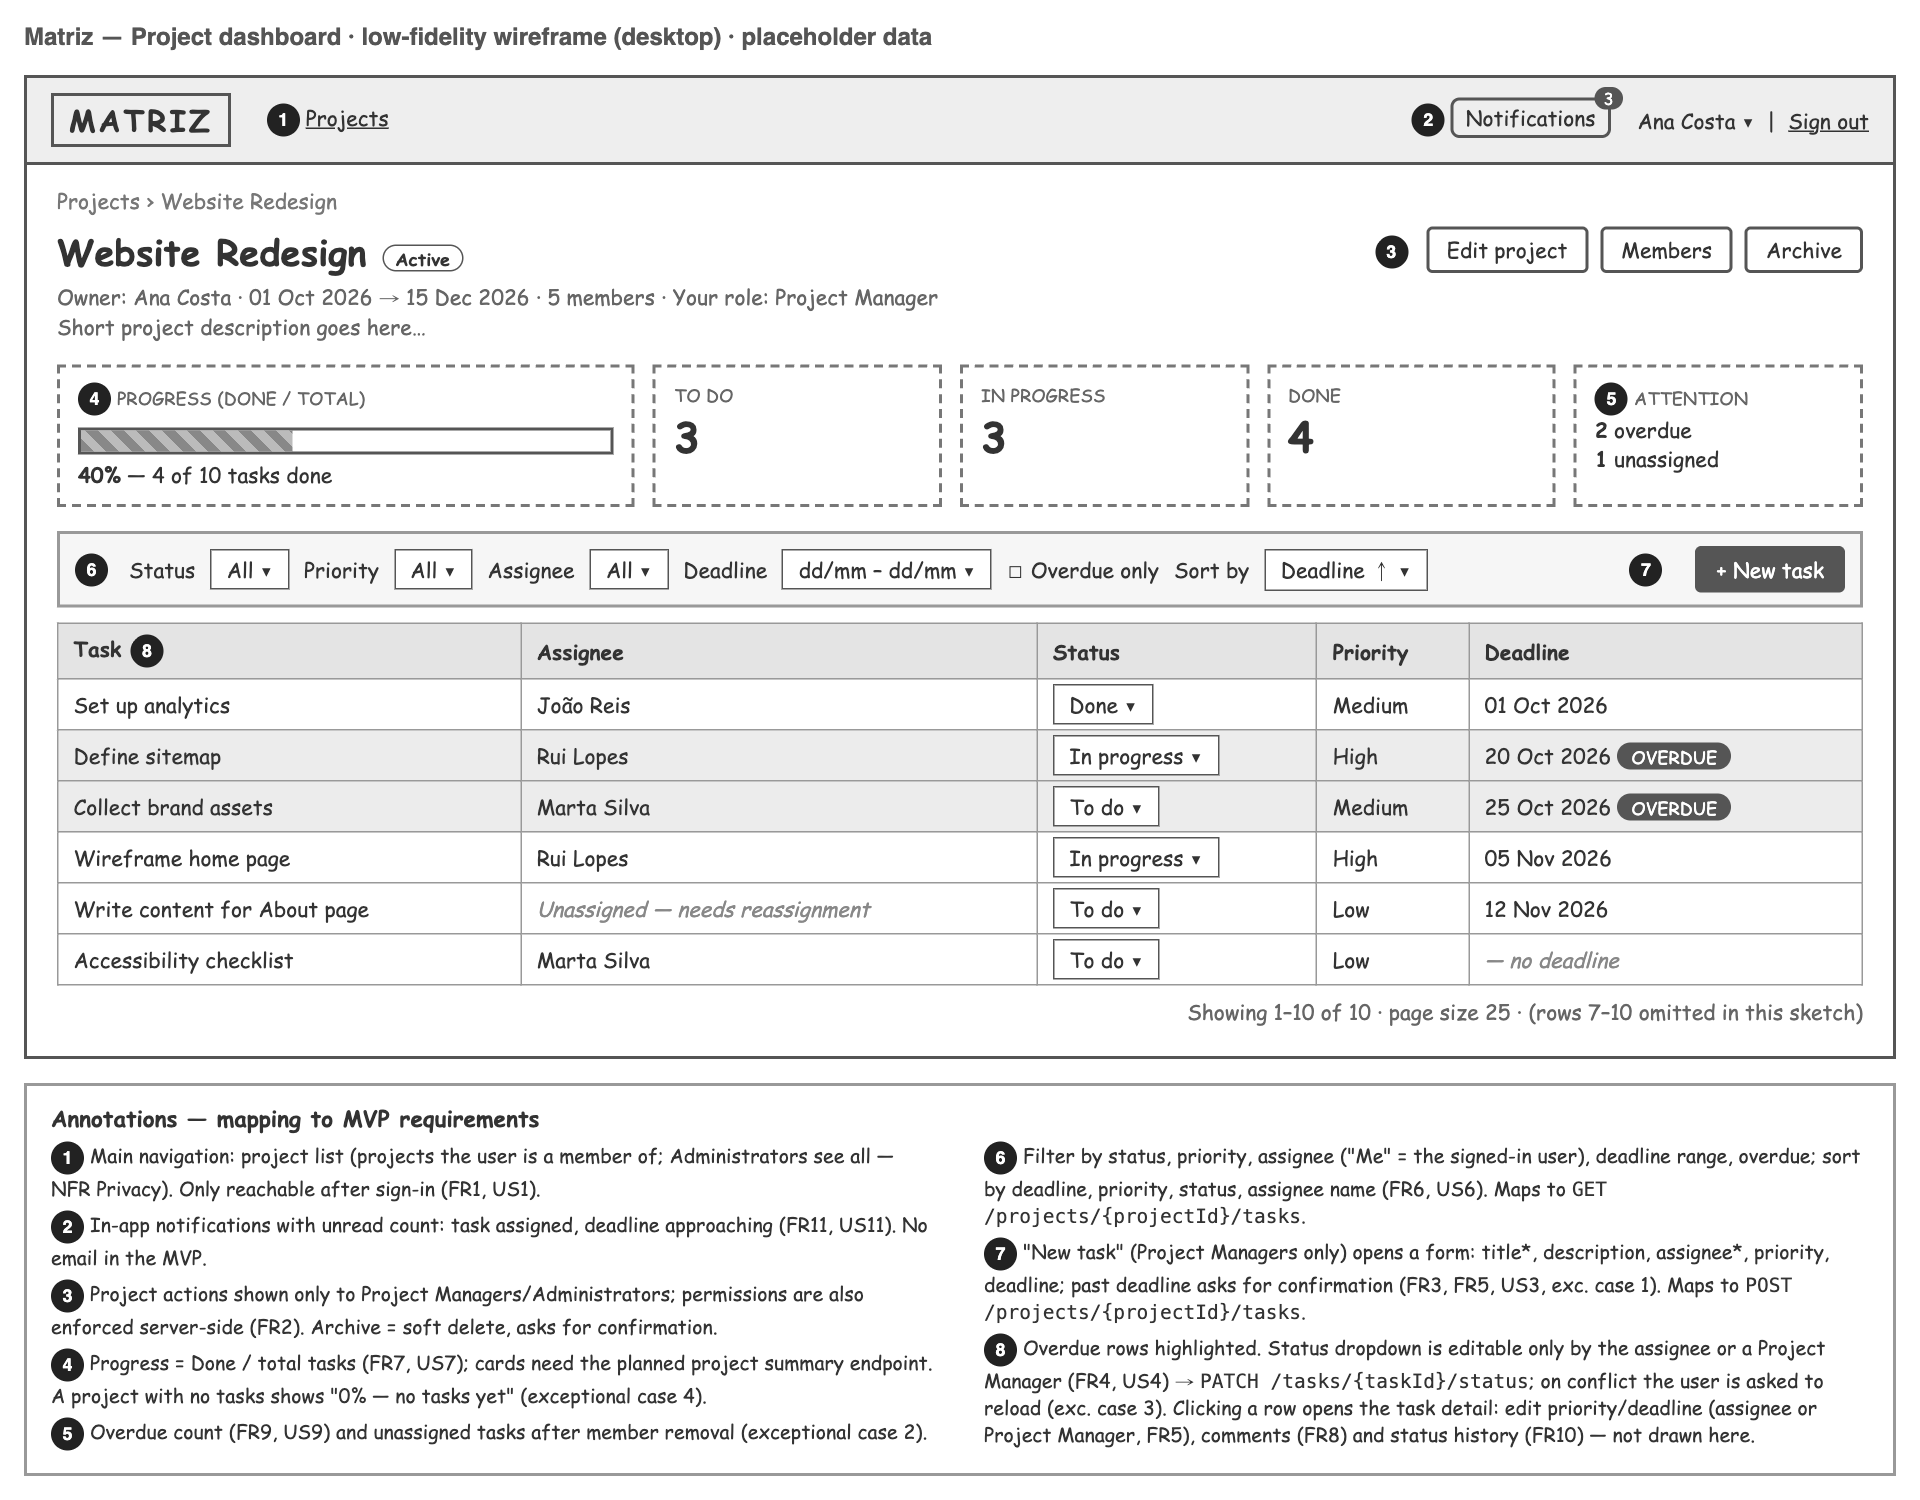 Matriz — Project dashboard · low-fidelity wireframe (desktop) · placeholder data
MATRIZ
1 Projects
2 Notifications 3 Ana Costa ▾ | Sign out
Projects › Website Redesign
Website Redesign Active
3 Edit project Members Archive
Owner: Ana Costa · 01 Oct 2026 → 15 Dec 2026 · 5 members · Your role: Project Manager
Short project description goes here…
4 PROGRESS (DONE / TOTAL)
40% — 4 of 10 tasks done
TO DO
3
IN PROGRESS
3
DONE
4
5 ATTENTION
2 overdue
1 unassigned
6 Status All ▾ Priority All ▾ Assignee All ▾ Deadline dd/mm – dd/mm ▾ □ Overdue only Sort by Deadline ↑ ▾ 7 + New task
Task 8 Assignee Status Priority Deadline
Set up analytics João Reis Done ▾ Medium 01 Oct 2026
Define sitemap Rui Lopes In progress ▾ High 20 Oct 2026 OVERDUE
Collect brand assets Marta Silva To do ▾ Medium 25 Oct 2026 OVERDUE
Wireframe home page Rui Lopes In progress ▾ High 05 Nov 2026
Write content for About page Unassigned — needs reassignment To do ▾ Low 12 Nov 2026
Accessibility checklist Marta Silva To do ▾ Low — no deadline
Showing 1–10 of 10 · page size 25 · (rows 7–10 omitted in this sketch)
Annotations — mapping to MVP requirements
1 Main navigation: project list (projects the user is a member of; Administrators see all —
NFR Privacy). Only reachable after sign-in (FR1, US1).
2 In-app notifications with unread count: task assigned, deadline approaching (FR11, US11). No
email in the MVP.
3 Project actions shown only to Project Managers/Administrators; permissions are also
enforced server-side (FR2). Archive = soft delete, asks for confirmation.
4 Progress = Done / total tasks (FR7, US7); cards need the planned project summary endpoint.
A project with no tasks shows "0% — no tasks yet" (exceptional case 4).
5 Overdue count (FR9, US9) and unassigned tasks after member removal (exceptional case 2).
6 Filter by status, priority, assignee ("Me" = the signed-in user), deadline range, overdue; sort
by deadline, priority, status, assignee name (FR6, US6). Maps to GET
/projects/{projectId}/tasks.
7 "New task" (Project Managers only) opens a form: title*, description, assignee*, priority,
deadline; past deadline asks for confirmation (FR3, FR5, US3, exc. case 1). Maps to POST
/projects/{projectId}/tasks.
8 Overdue rows highlighted. Status dropdown is editable only by the assignee or a Project
Manager (FR4, US4) → PATCH /tasks/{taskId}/status; on conflict the user is asked to
reload (exc. case 3). Clicking a row opens the task detail: edit priority/deadline (assignee or
Project Manager, FR5), comments (FR8) and status history (FR10) — not drawn here.